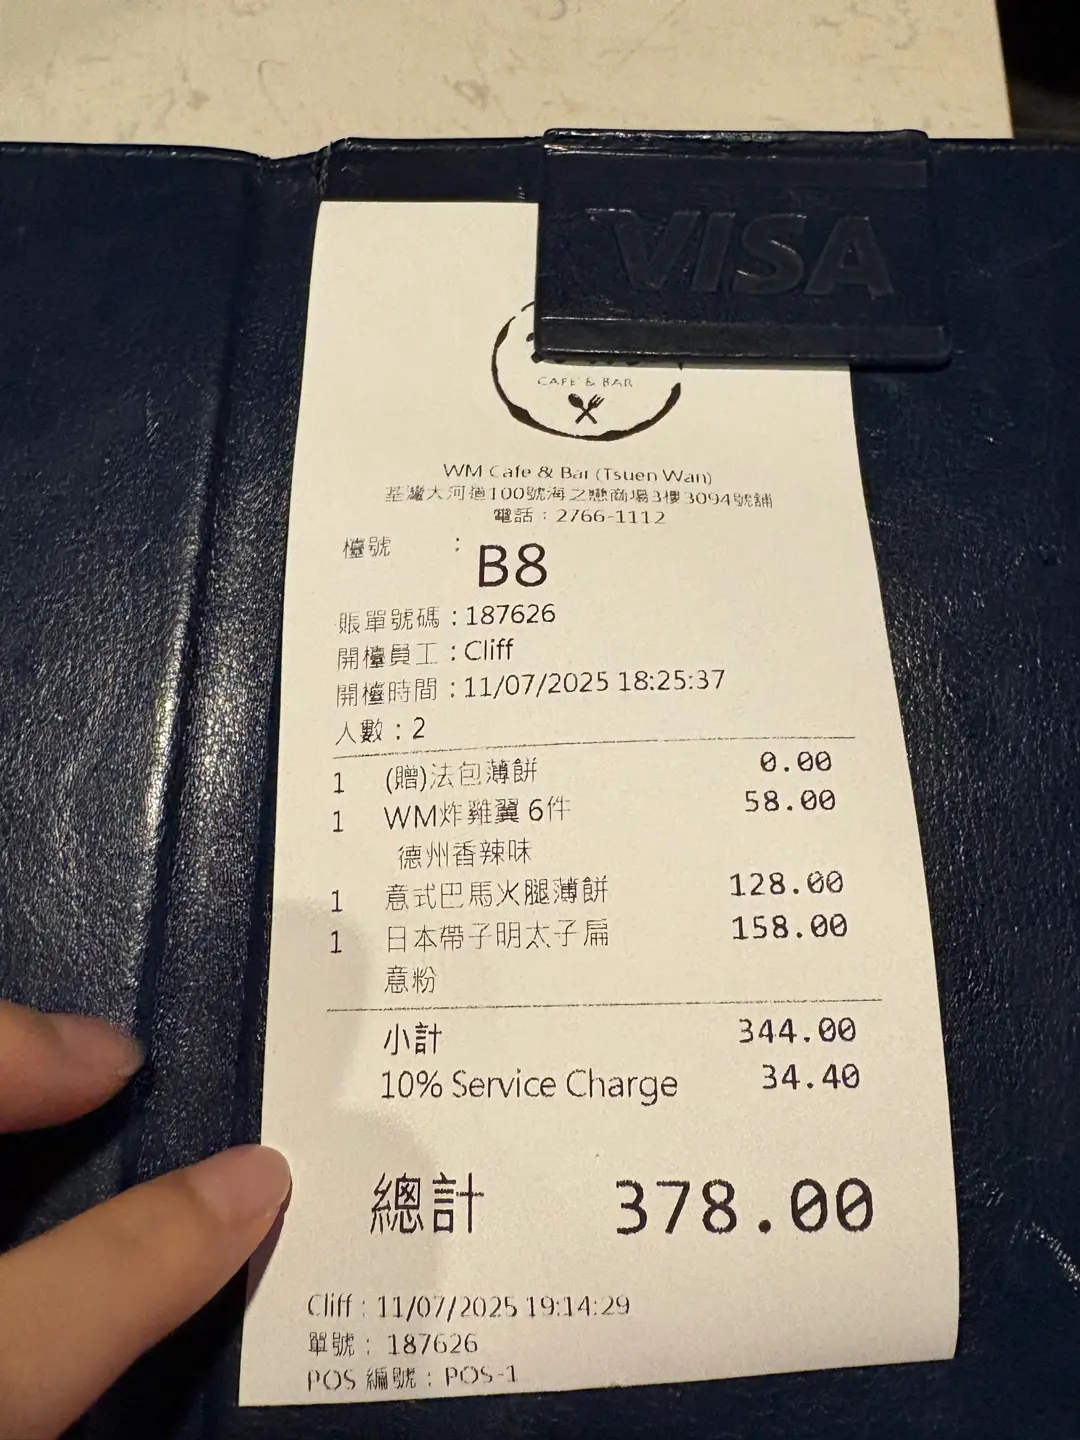 VISA
CAFE & BAR
WM Cafe & Bar (Tsuen Wan)
荃灣大河道100號海之戀商場3樓3094號舖
電話：2766-1112
檯號 : B8
賬單號碼 : 187626
開檯員工 : Cliff
開檯時間 : 11/07/2025 18:25:37
人數 : 2
1 (贈)法包薄餅 0.00
1 WM炸雞翼 6件 58.00
德州香辣味
1 意式巴馬火腿薄餅 128.00
1 日本帶子明太子扁 158.00
意粉
小計 344.00
10% Service Charge 34.40
總計 378.00
Cliff : 11/07/2025 19:14:29
單號 : 187626
POS 編號 : POS-1